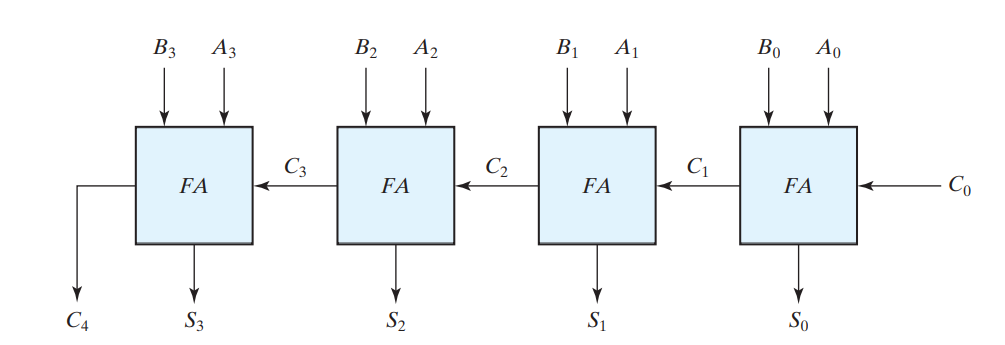 B₃ A₃ B₂ A₂ B₁ A₁ B₀ A₀
FA C₃ FA C₂ FA C₁ FA C₀
C₄ S₃ S₂ S₁ S₀